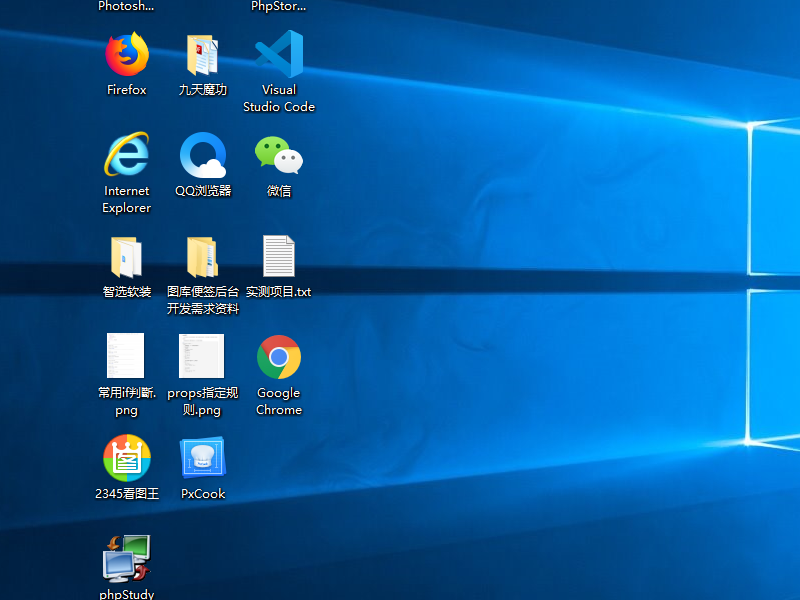 Photosh...
PhpStor...
Firefox
九天魔功
Visual
Studio Code
Internet
Explorer
QQ浏览器
微信
智选软装
图库便签后台
开发需求资料
实测项目.txt
常用if判断.
png
props指定规
则.png
Google
Chrome
2345看图王
PxCook
phpStudy